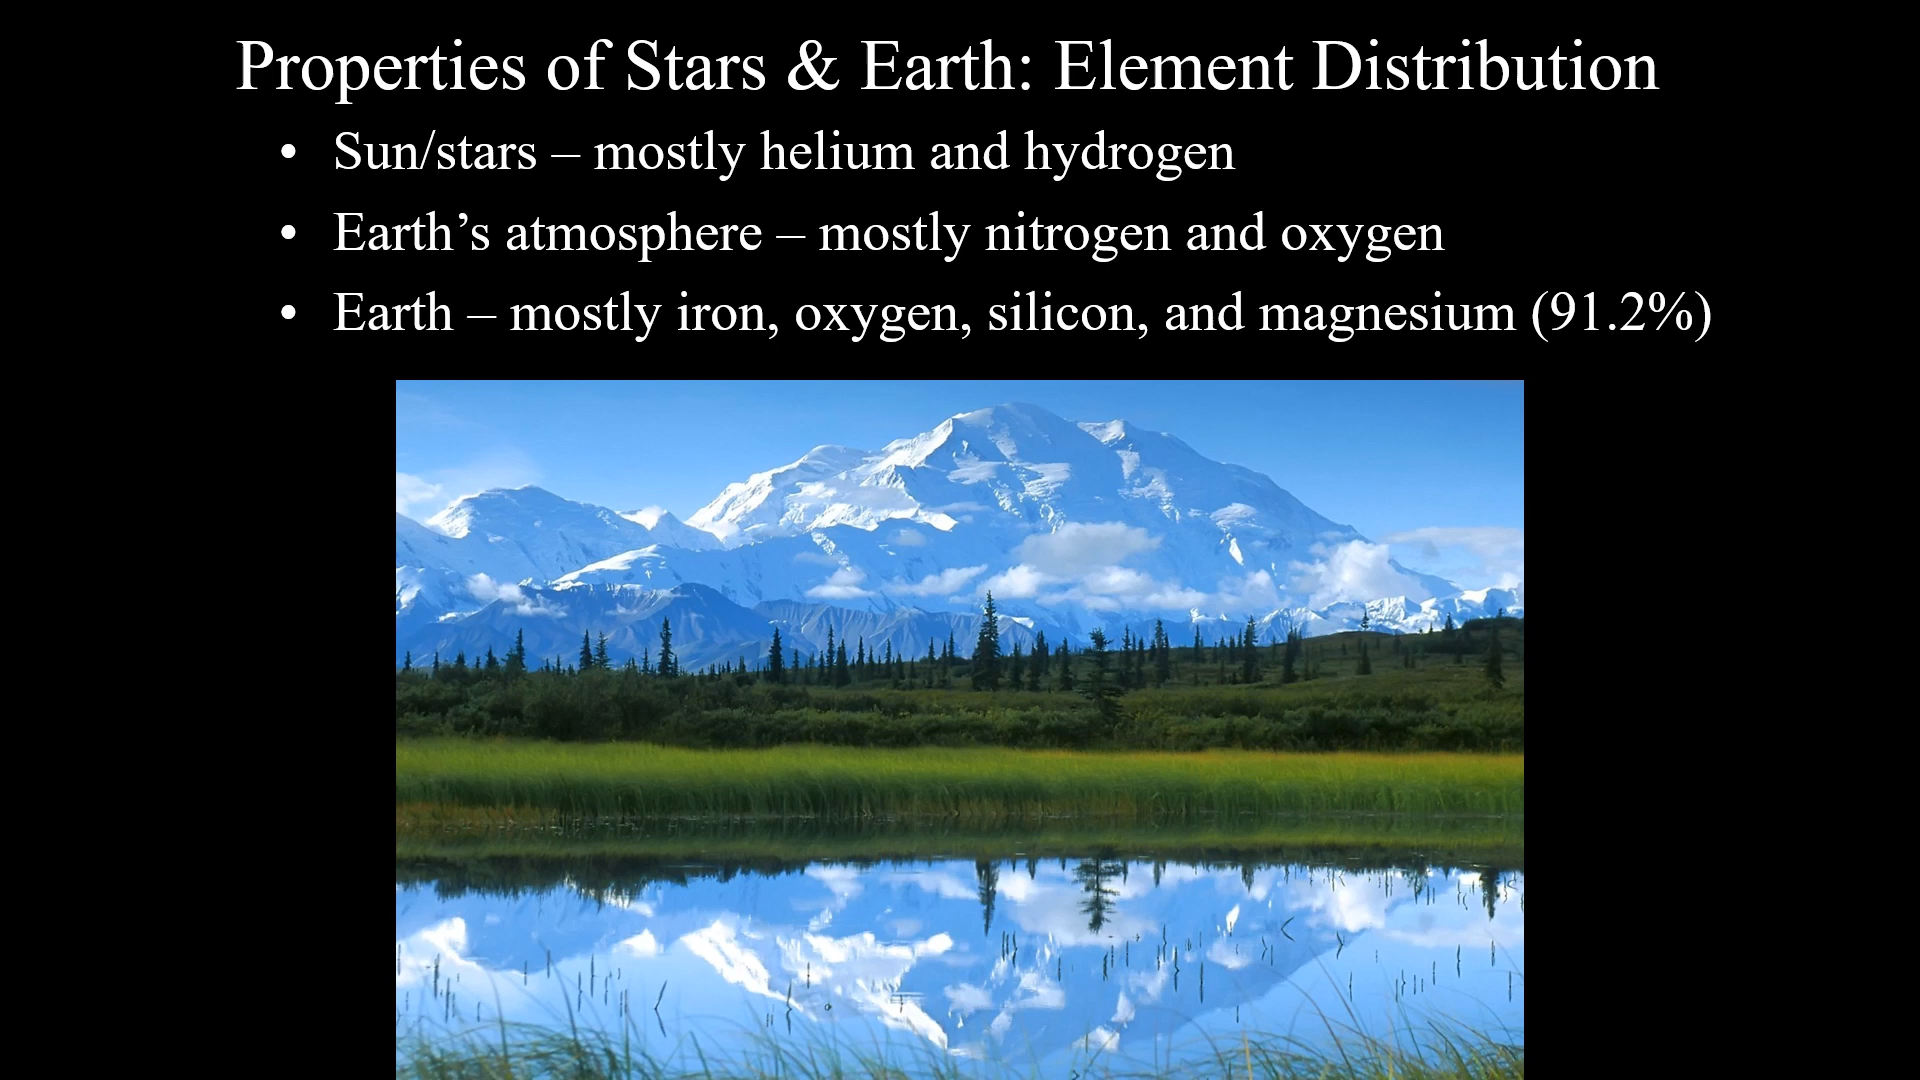 Properties of Stars & Earth: Element Distribution
• Sun/stars – mostly helium and hydrogen
• Earth’s atmosphere – mostly nitrogen and oxygen
• Earth – mostly iron, oxygen, silicon, and magnesium (91.2%)